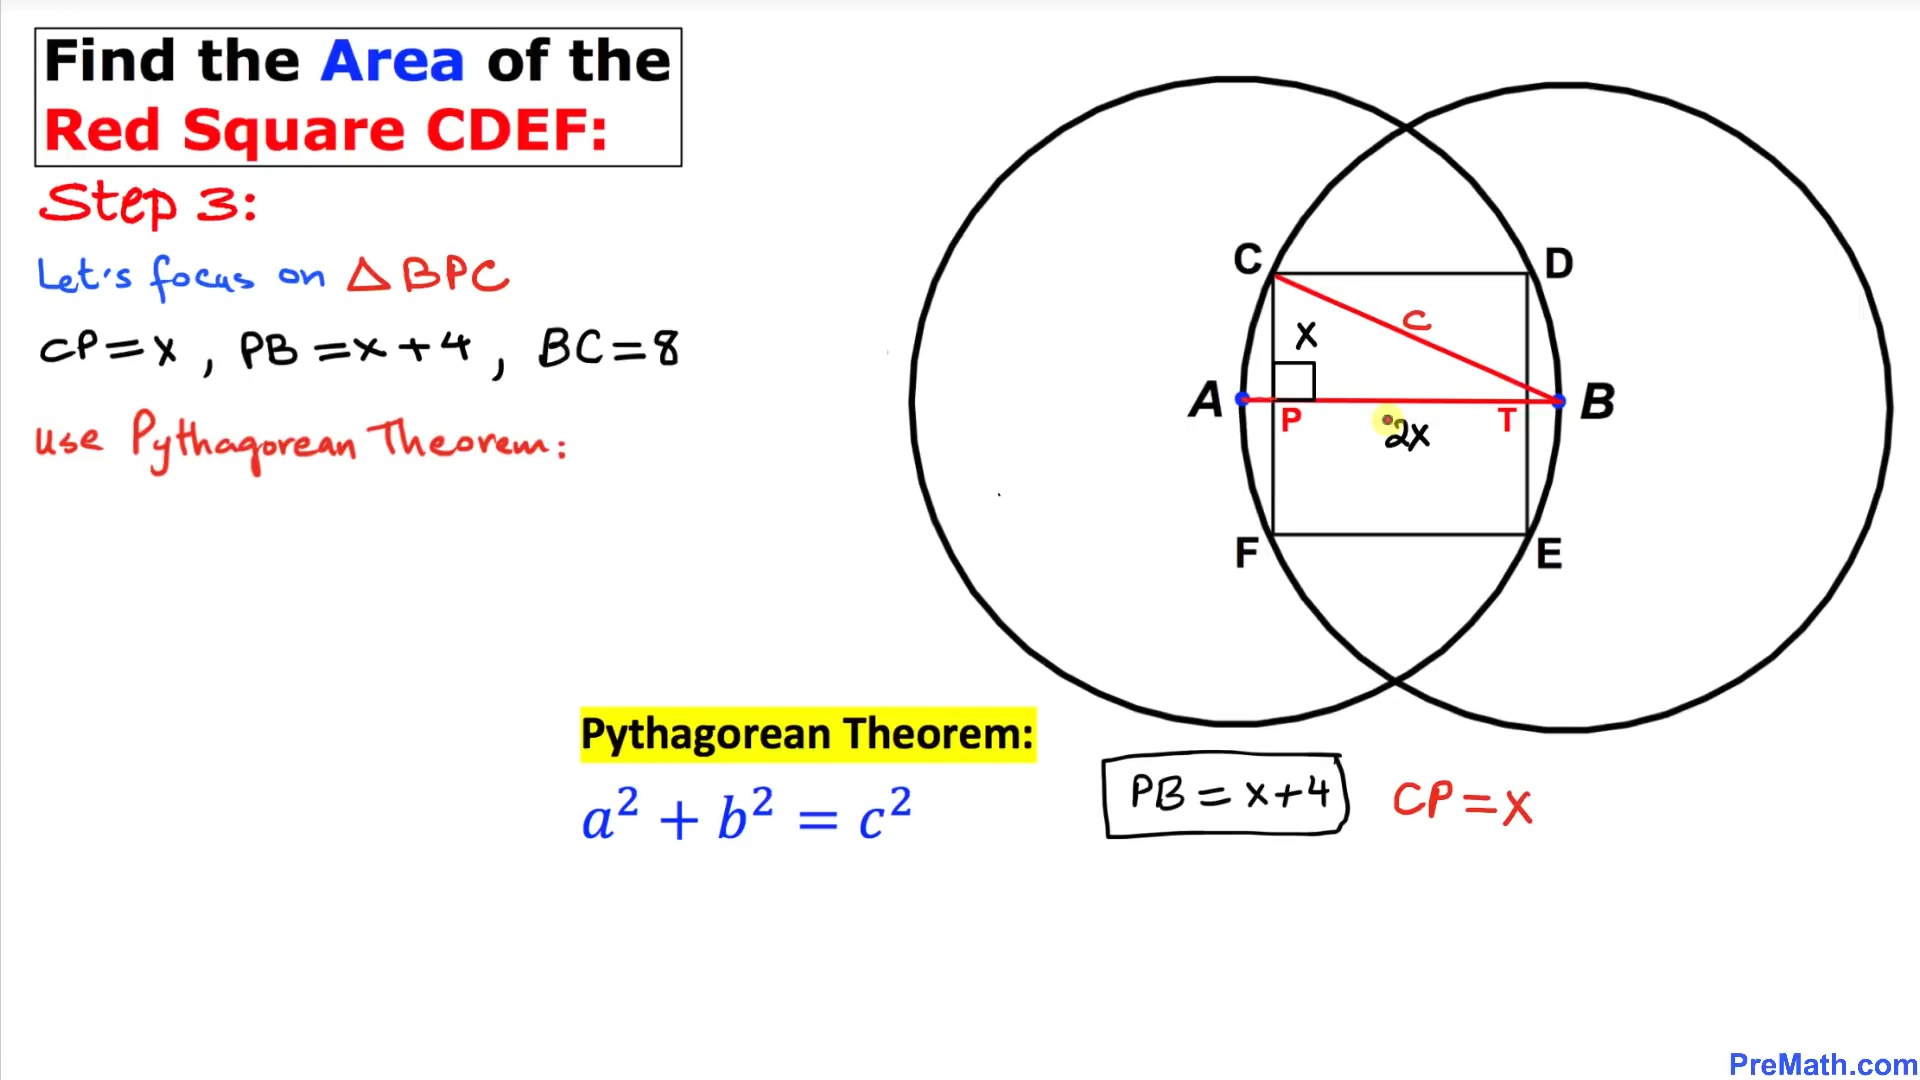 Find the Area of the
Red Square CDEF:
Step 3:
Let's focus on △BPC
CP=x, PB=x+4, BC=8
use Pythagorean Theorem:
C
D
c
x
A
P
T
B
2x
F
E
Pythagorean Theorem:
a² + b² = c²
PB = x+4
CP=x
PreMath.com